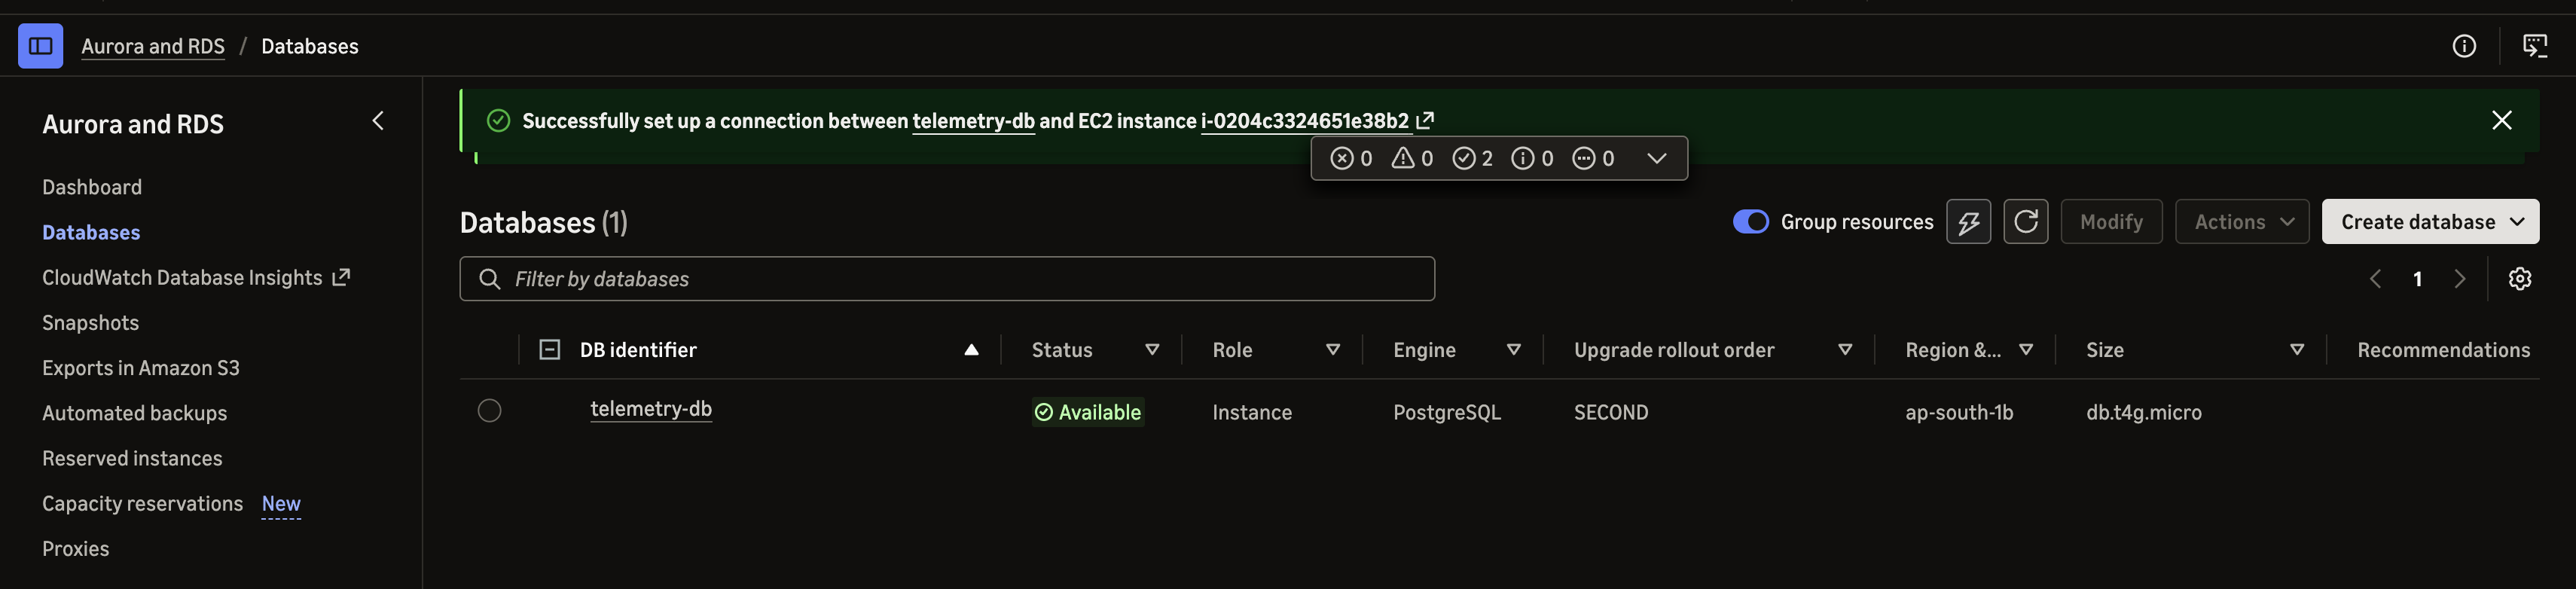 Aurora and RDS / Databases
Aurora and RDS
Dashboard
Databases
CloudWatch Database Insights
Snapshots
Exports in Amazon S3
Automated backups
Reserved instances
Capacity reservations New
Proxies
Successfully set up a connection between telemetry-db and EC2 instance i-0204c3324651e38b2
0 0 2 0 0
Databases (1)
Group resources Modify Actions Create database
Filter by databases
1
DB identifier Status Role Engine Upgrade rollout order Region &... Size Recommendations
telemetry-db Available Instance PostgreSQL SECOND ap-south-1b db.t4g.micro